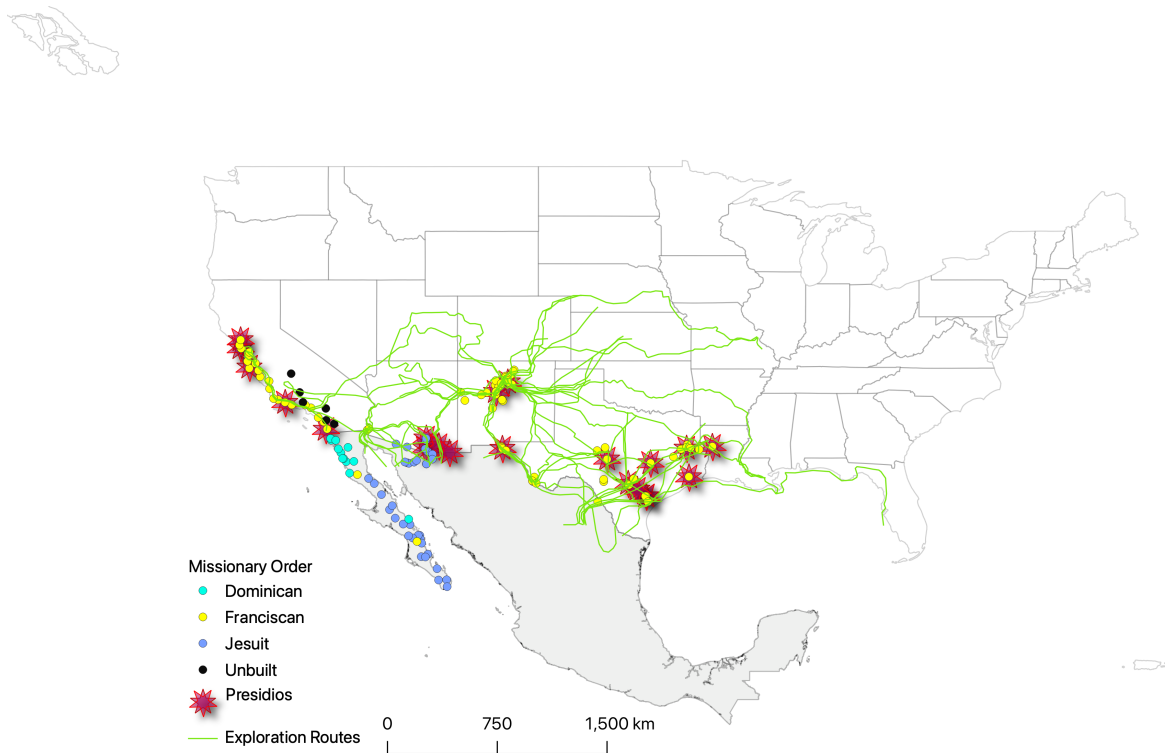 Missionary Order
Dominican
Franciscan
Jesuit
Unbuilt
Presidios
Exploration Routes
0 750 1,500 km